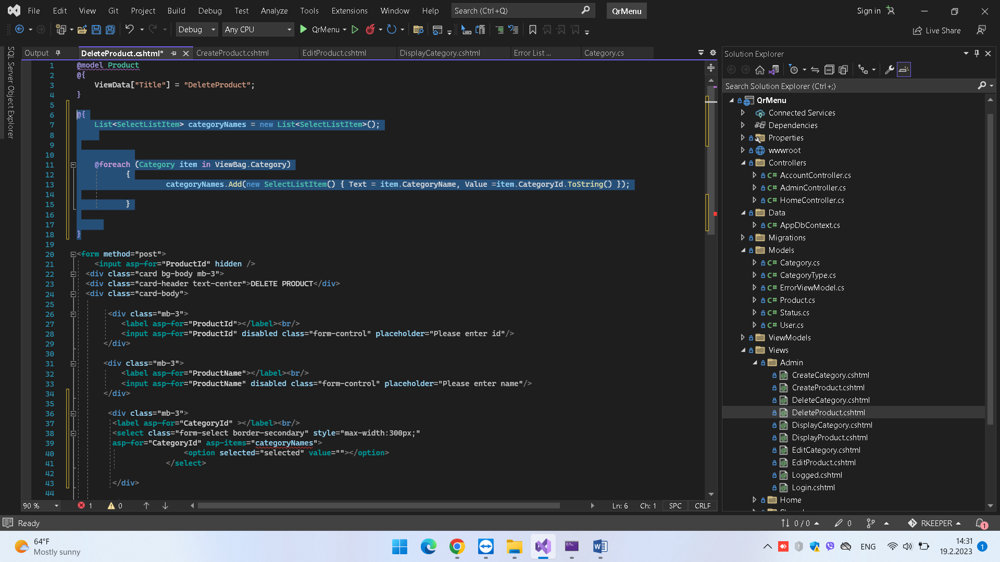 File Edit View Git Project Build Debug Test Analyze Tools Extensions Window Help Search (Ctrl+Q) QrMenu Sign in
Debug Any CPU QrMenu Live Share
SQL Server Object Explorer
Output DeleteProduct.cshtml* CreateProduct.cshtml EditProduct.cshtml DisplayCategory.cshtml Error List ... Category.cs
1 @model Product
2 @{
3 ViewData["Title"] = "DeleteProduct";
4 }
5
6 @{
7 List<SelectListItem> categoryNames = new List<SelectListItem>();
8
9
10
11 @foreach (Category item in ViewBag.Category)
12 {
13 categoryNames.Add(new SelectListItem() { Text = item.CategoryName, Value =item.CategoryId.ToString() });
14
15 }
16
17
18 }
19
20 <form method="post">
21 <input asp-for="ProductId" hidden />
22 <div class="card bg-body mb-3">
23 <div class="card-header text-center">DELETE PRODUCT</div>
24 <div class="card-body">
25
26 <div class="mb-3">
27 <label asp-for="ProductId"></label><br/>
28 <input asp-for="ProductId" disabled class="form-control" placeholder="Please enter id"/>
29 </div>
30
31 <div class="mb-3">
32 <label asp-for="ProductName"></label><br/>
33 <input asp-for="ProductName" disabled class="form-control" placeholder="Please enter name"/>
34 </div>
35
36 <div class="mb-3">
37 <label asp-for="CategoryId" ></label><br/>
38 <select class="form-select border-secondary" style="max-width:300px;"
39 asp-for="CategoryId" asp-items="categoryNames">
40 <option selected="selected" value=""></option>
41 </select>
42
43 </div>
44
90 % 1 0 Ln: 6 Ch: 1 SPC CRLF
Solution Explorer
Search Solution Explorer (Ctrl+;)
QrMenu
Connected Services
Dependencies
Properties
wwwroot
Controllers
C# AccountController.cs
C# AdminController.cs
C# HomeController.cs
Data
C# AppDbContext.cs
Migrations
Models
C# Category.cs
C# CategoryType.cs
C# ErrorViewModel.cs
C# Product.cs
C# Status.cs
C# User.cs
ViewModels
Views
Admin
CreateCategory.cshtml
CreateProduct.cshtml
DeleteCategory.cshtml
DeleteProduct.cshtml
DisplayCategory.cshtml
DisplayProduct.cshtml
EditCategory.cshtml
EditProduct.cshtml
Logged.cshtml
Login.cshtml
Home
Ready 0 / 0 0 RKEEPER 1
64°F
Mostly sunny
ENG
14:31
19.2.2023 1